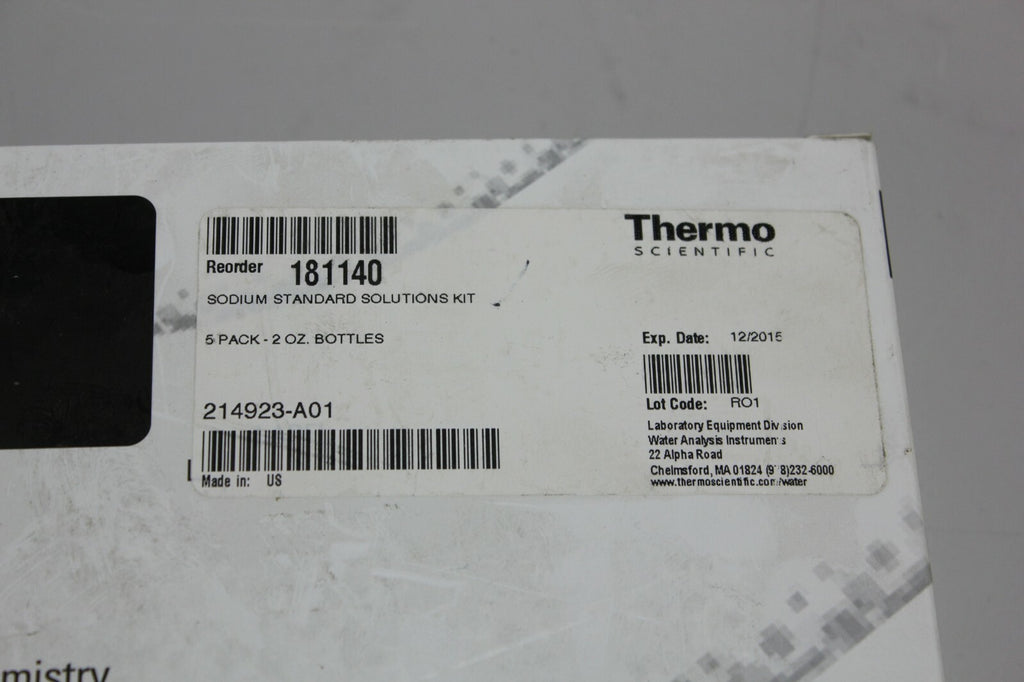 Thermo
SCIENTIFIC
Reorder 181140
SODIUM STANDARD SOLUTIONS KIT
5 PACK - 2 OZ. BOTTLES
Exp. Date: 12/2015
214923-A01
Lot Code: RO1
Made in: US
Laboratory Equipment Division
Water Analysis Instruments
22 Alpha Road
Chelmsford, MA 01824 (978)232-6000
www.thermoscientific.com/water
mistry